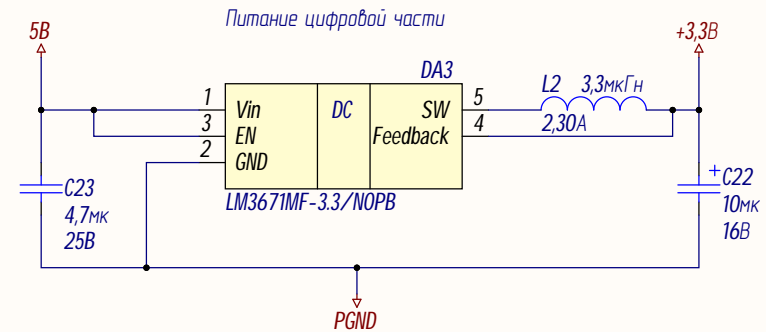 Питание цифровой части
5В
+3,3В
DA3
1
Vin
DC
SW
5
L2
3,3мкГн
3
EN
Feedback
4
2,30А
2
GND
LM3671MF-3.3/NOPB
C23
4,7мк
25В
+
C22
10мк
16В
PGND